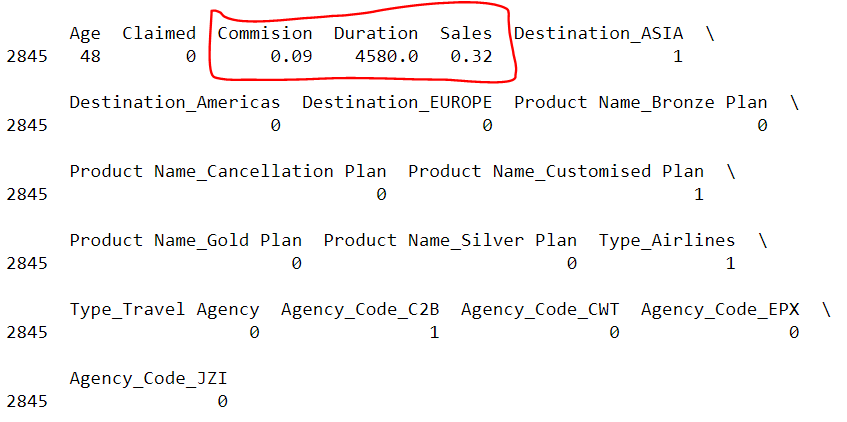 Age Claimed Commision Duration Sales Destination_ASIA \
2845 48 0 0.09 4580.0 0.32 1
Destination_Americas Destination_EUROPE Product Name_Bronze Plan \
2845 0 0 0
Product Name_Cancellation Plan Product Name_Customised Plan \
2845 0 1
Product Name_Gold Plan Product Name_Silver Plan Type_Airlines \
2845 0 0 1
Type_Travel Agency Agency_Code_C2B Agency_Code_CWT Agency_Code_EPX \
2845 0 1 0 0
Agency_Code_JZI
2845 0